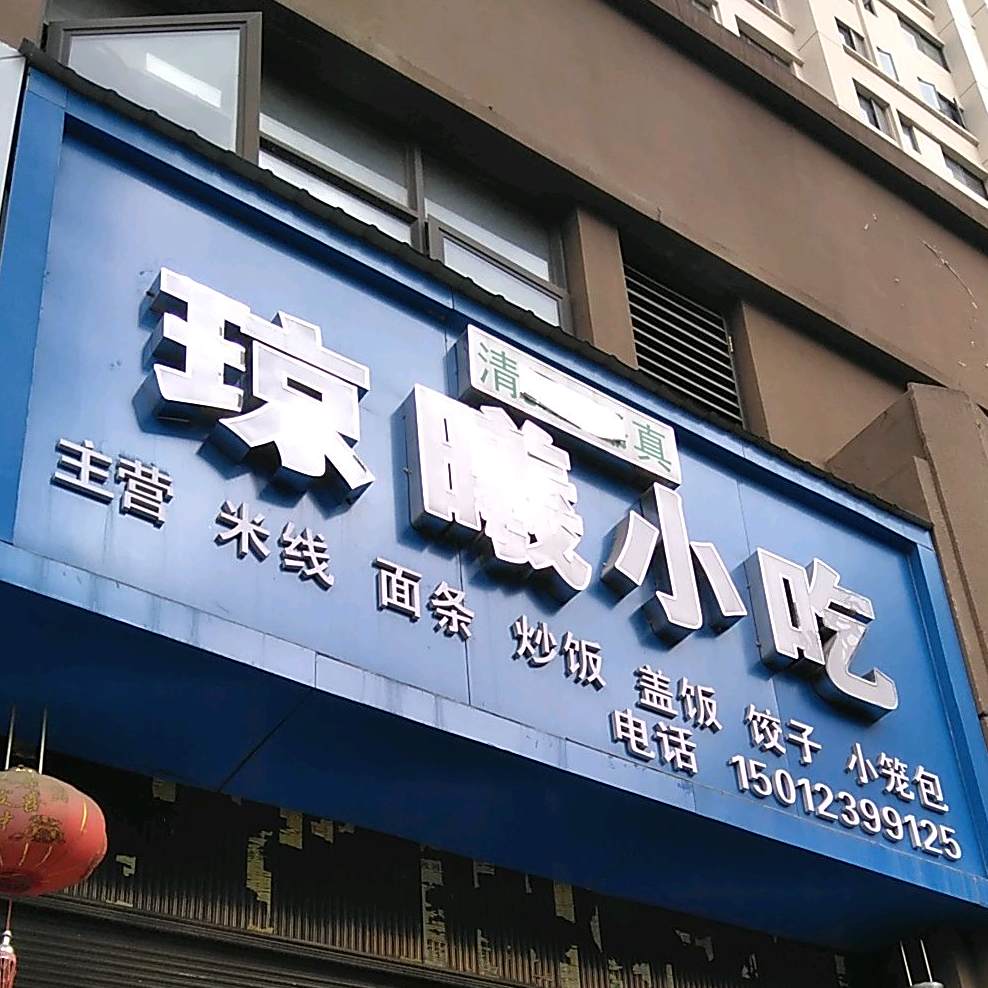 清真
琼曦小吃
主营 米线 面条 炒饭 盖饭 饺子 小笼包
电话 15012399125